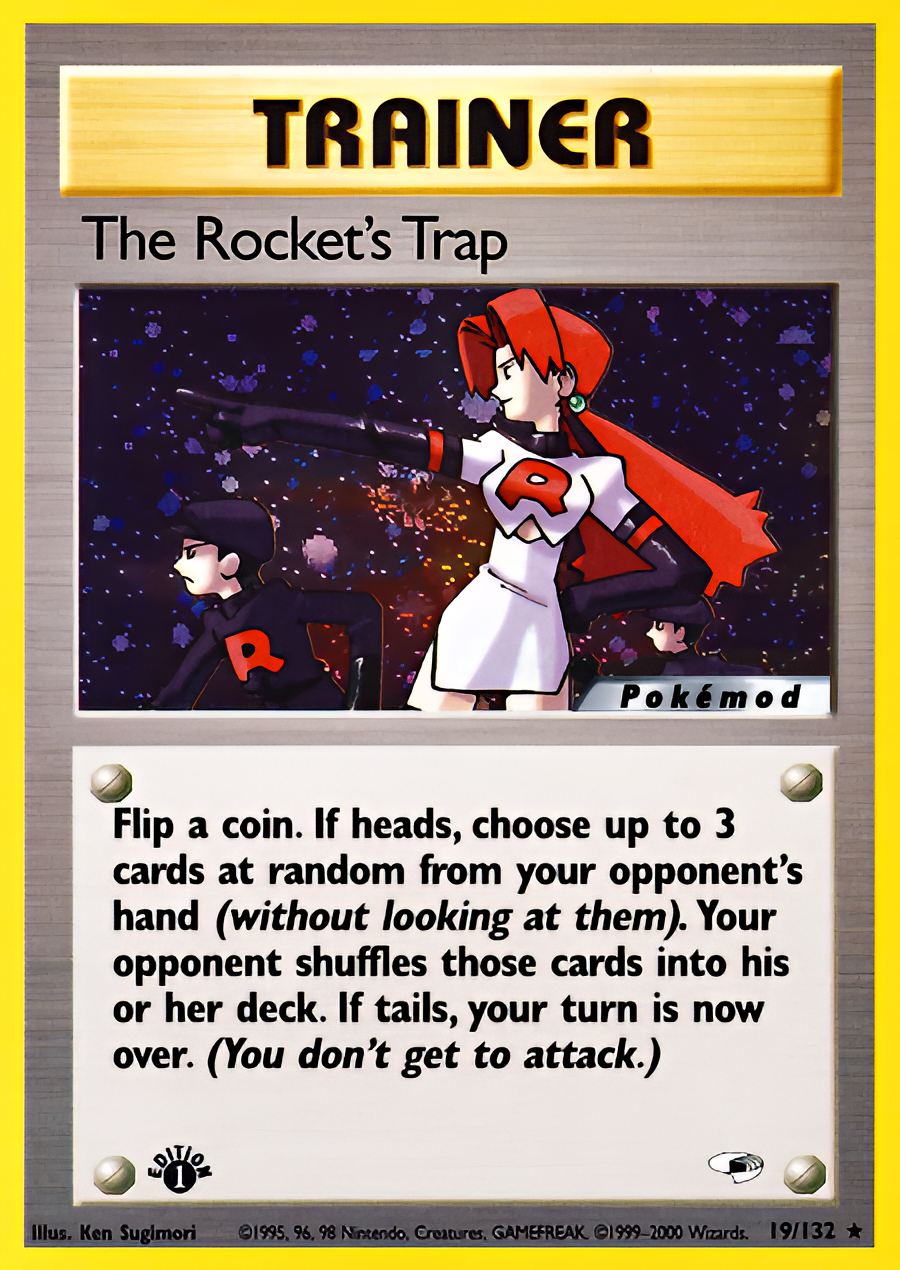 TRAINER
The Rocket's Trap
R
R
Pokémod
Flip a coin. If heads, choose up to 3
cards at random from your opponent's
hand (without looking at them). Your
opponent shuffles those cards into his
or her deck. If tails, your turn is now
over. (You don't get to attack.)
EDITION
1
Illus. Ken Sugimori ©1995, 96, 98 Nintendo, Creatures, GAMEFREAK. ©1999–2000 Wizards. 19/132 ★